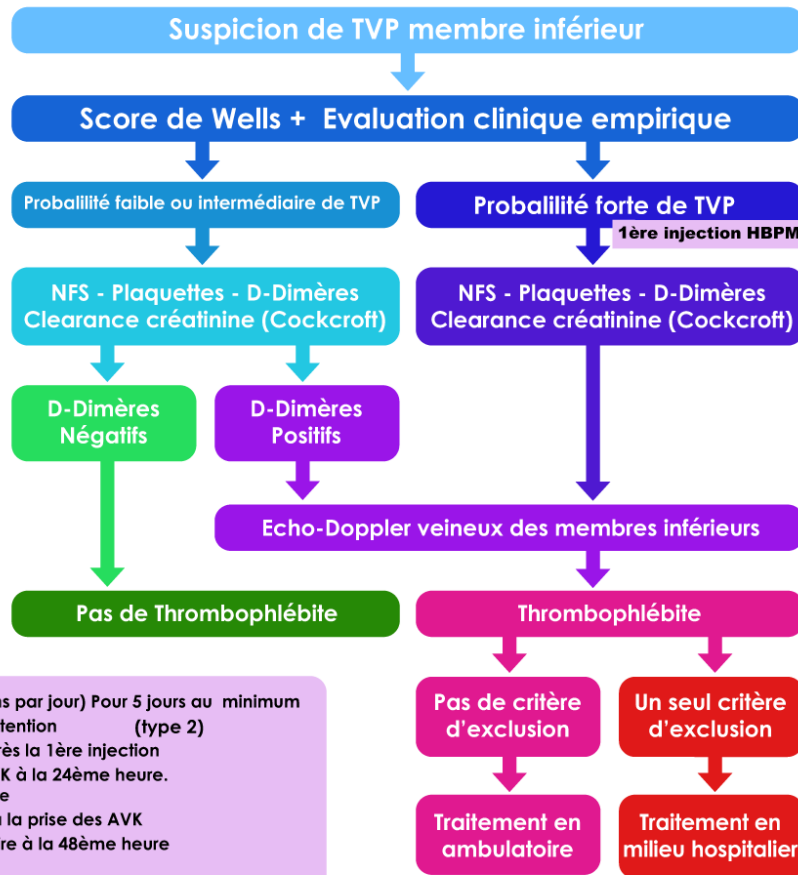 Suspicion de TVP membre inférieur
Score de Wells + Evaluation clinique empirique
Probalilité faible ou intermédiaire de TVP
Probalilité forte de TVP
1ère injection HBPM
NFS - Plaquettes - D-Dimères
Clearance créatinine (Cockcroft)
NFS - Plaquettes - D-Dimères
Clearance créatinine (Cockcroft)
D-Dimères
Négatifs
D-Dimères
Positifs
Echo-Doppler veineux des membres inférieurs
Pas de Thrombophlébite
Thrombophlébite
par jour) Pour 5 jours au minimum
(type 2)
la 1ère injection
à la 24ème heure.
la prise des AVK
à la 48ème heure
Pas de critère
d'exclusion
Un seul critère
d'exclusion
Traitement en
ambulatoire
Traitement en
milieu hospitalier